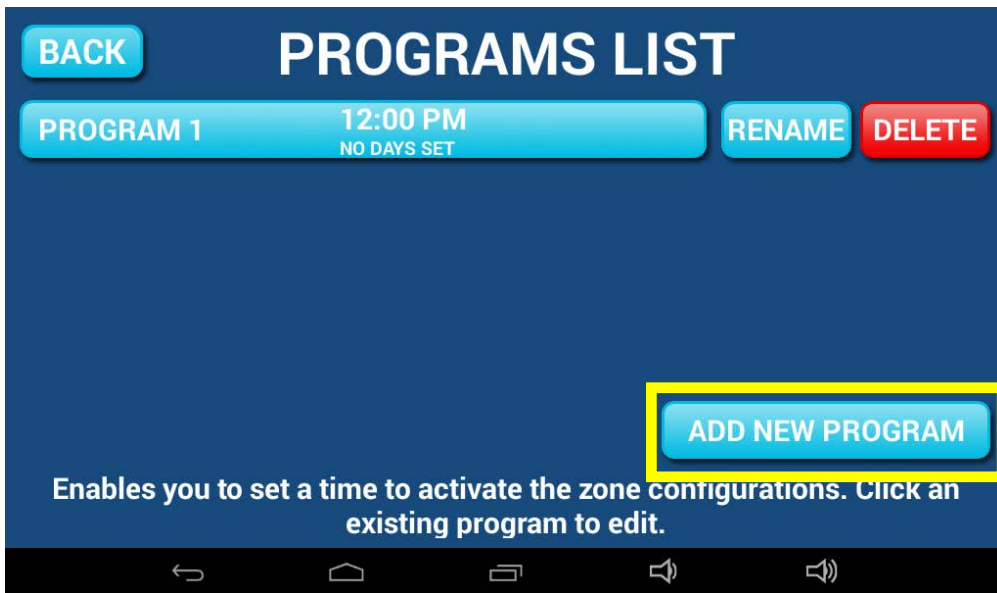 BACK
PROGRAMS LIST
PROGRAM 1
12:00 PM
NO DAYS SET
RENAME
DELETE
ADD NEW PROGRAM
Enables you to set a time to activate the zone configurations. Click an
existing program to edit.